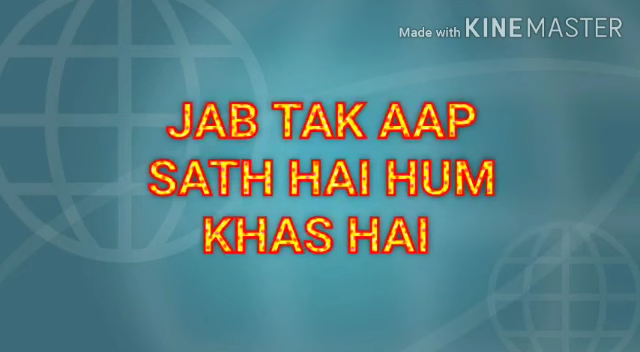 Made with KINEMASTER
JAB TAK AAP
SATH HAI HUM
KHAS HAI